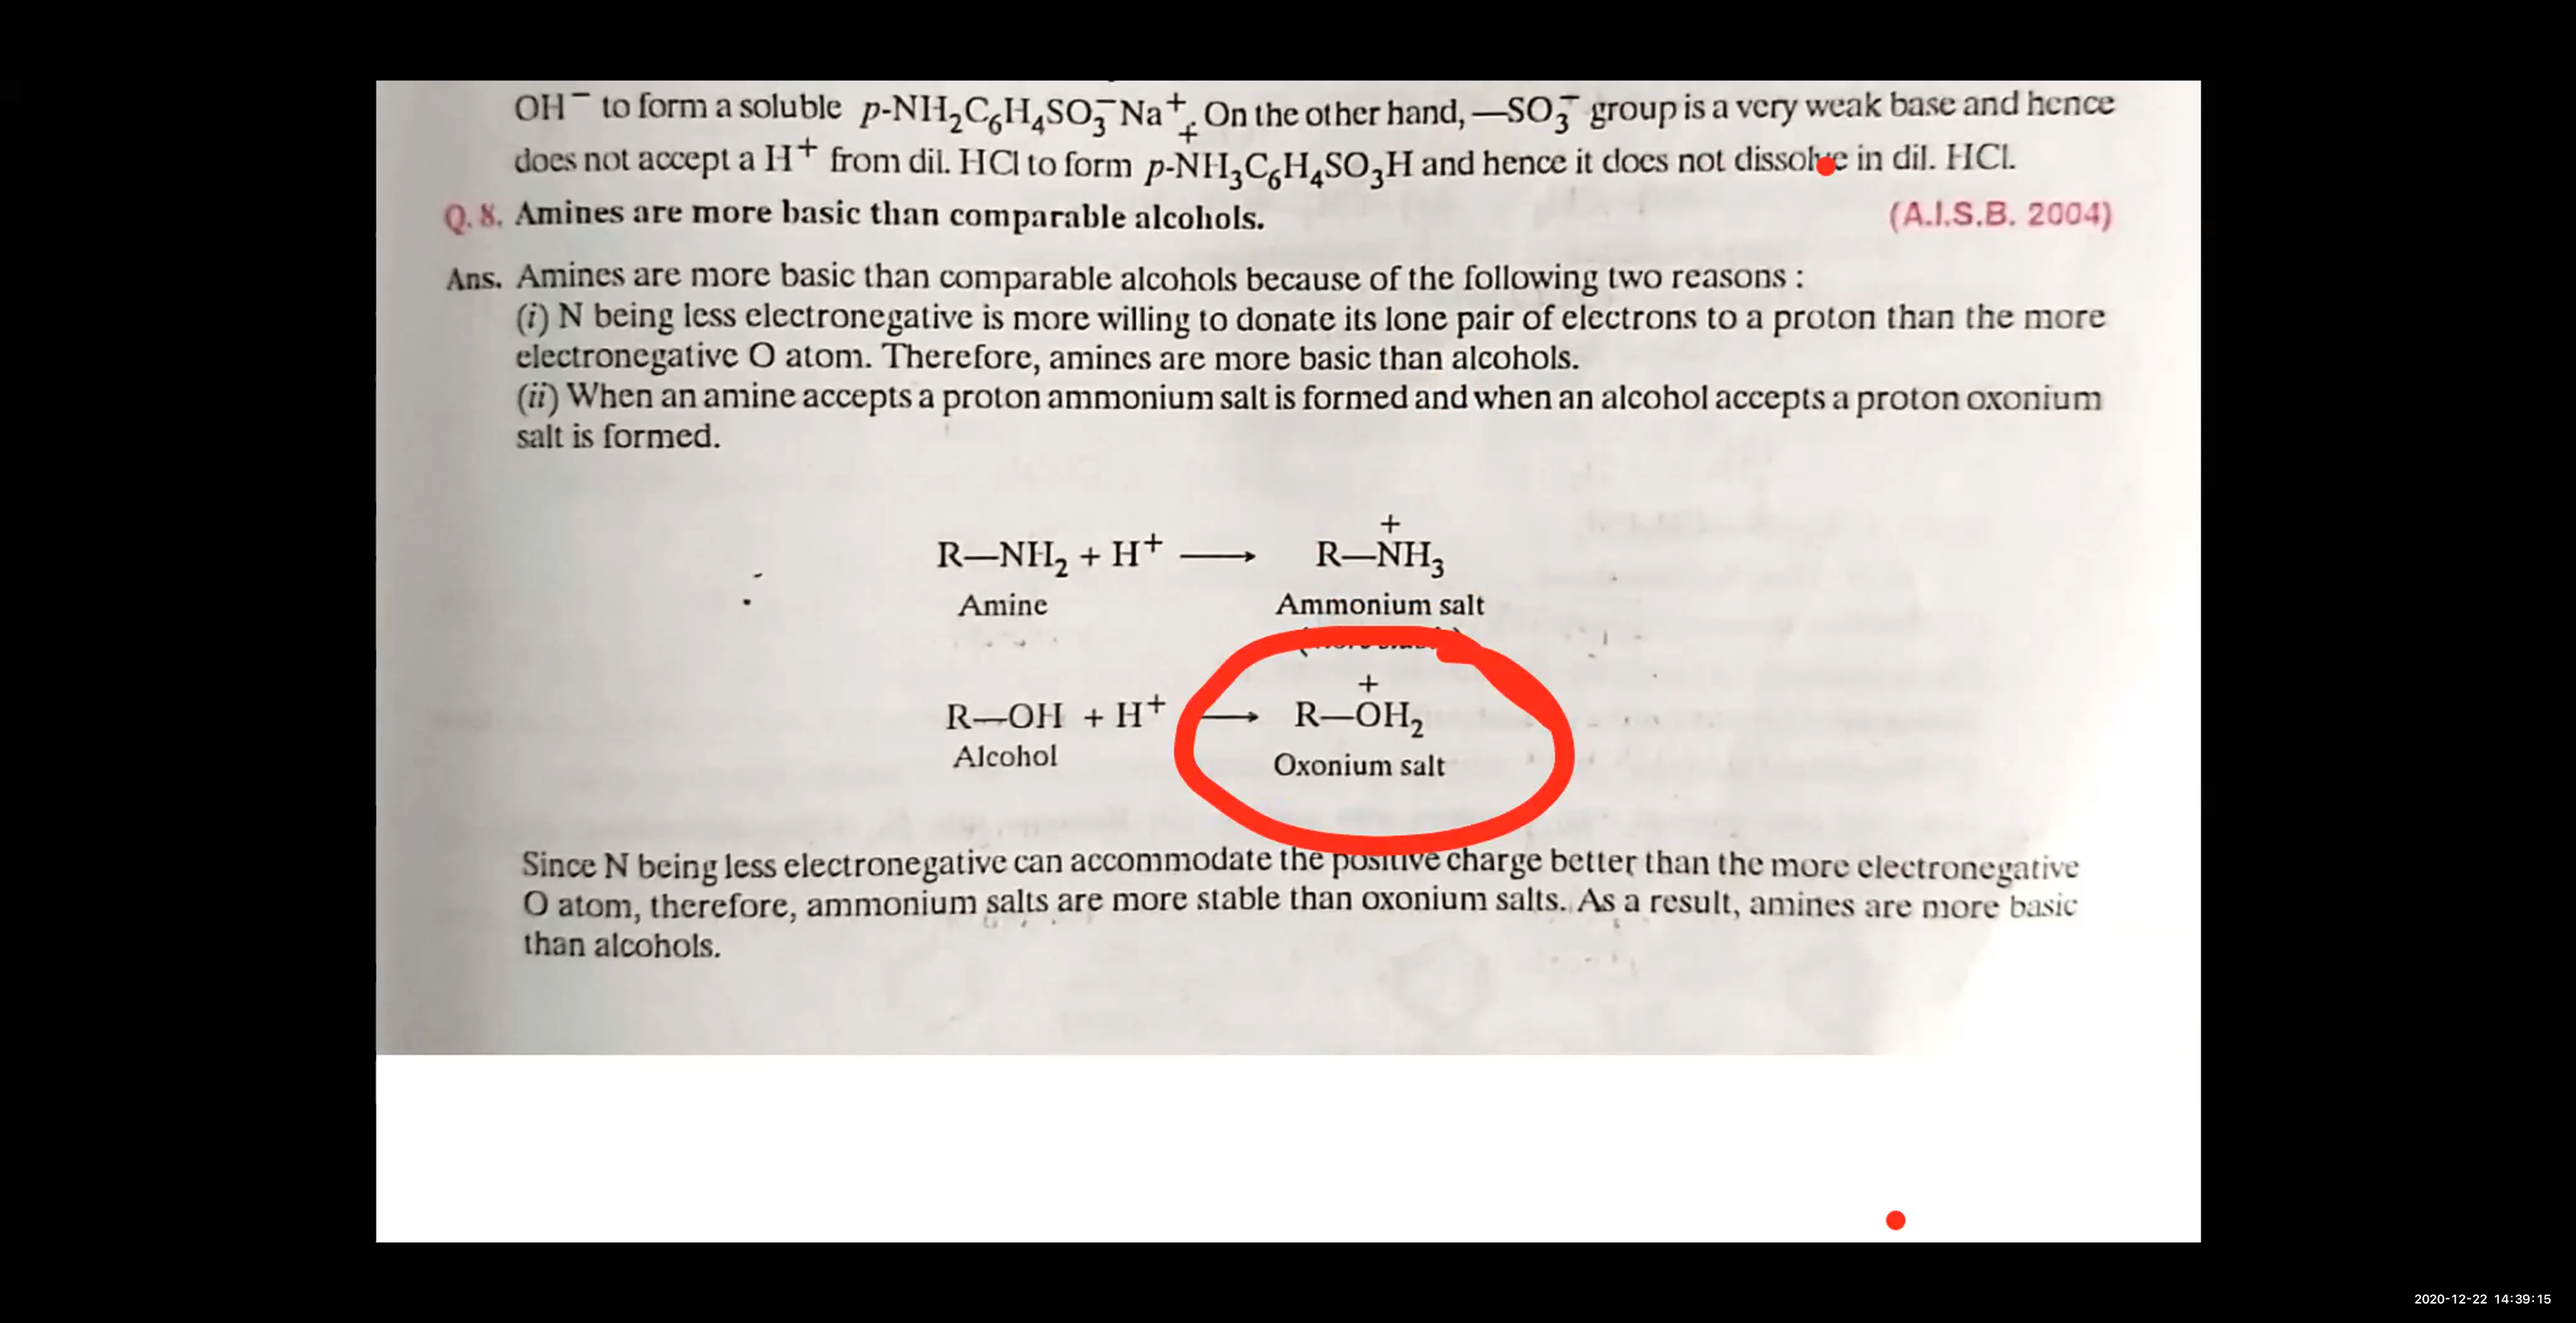 OH⁻ to form a soluble p-NH₂C₆H₄SO₃⁻Na⁺. On the other hand, —SO₃⁻ group is a very weak base and hence
does not accept a H⁺ from dil. HCl to form p-N⁺H₃C₆H₄SO₃H and hence it does not dissolve in dil. HCl.
Q. 8. Amines are more basic than comparable alcohols. (A.I.S.B. 2004)
Ans. Amines are more basic than comparable alcohols because of the following two reasons :
(i) N being less electronegative is more willing to donate its lone pair of electrons to a proton than the more
electronegative O atom. Therefore, amines are more basic than alcohols.
(ii) When an amine accepts a proton ammonium salt is formed and when an alcohol accepts a proton oxonium
salt is formed.
R—NH₂ + H⁺ ⟶ R—N⁺H₃
Amine Ammonium salt
R—OH + H⁺ ⟶ R—O⁺H₂
Alcohol Oxonium salt
Since N being less electronegative can accommodate the positive charge better than the more electronegative
O atom, therefore, ammonium salts are more stable than oxonium salts. As a result, amines are more basic
than alcohols.
2020-12-22 14:39:15